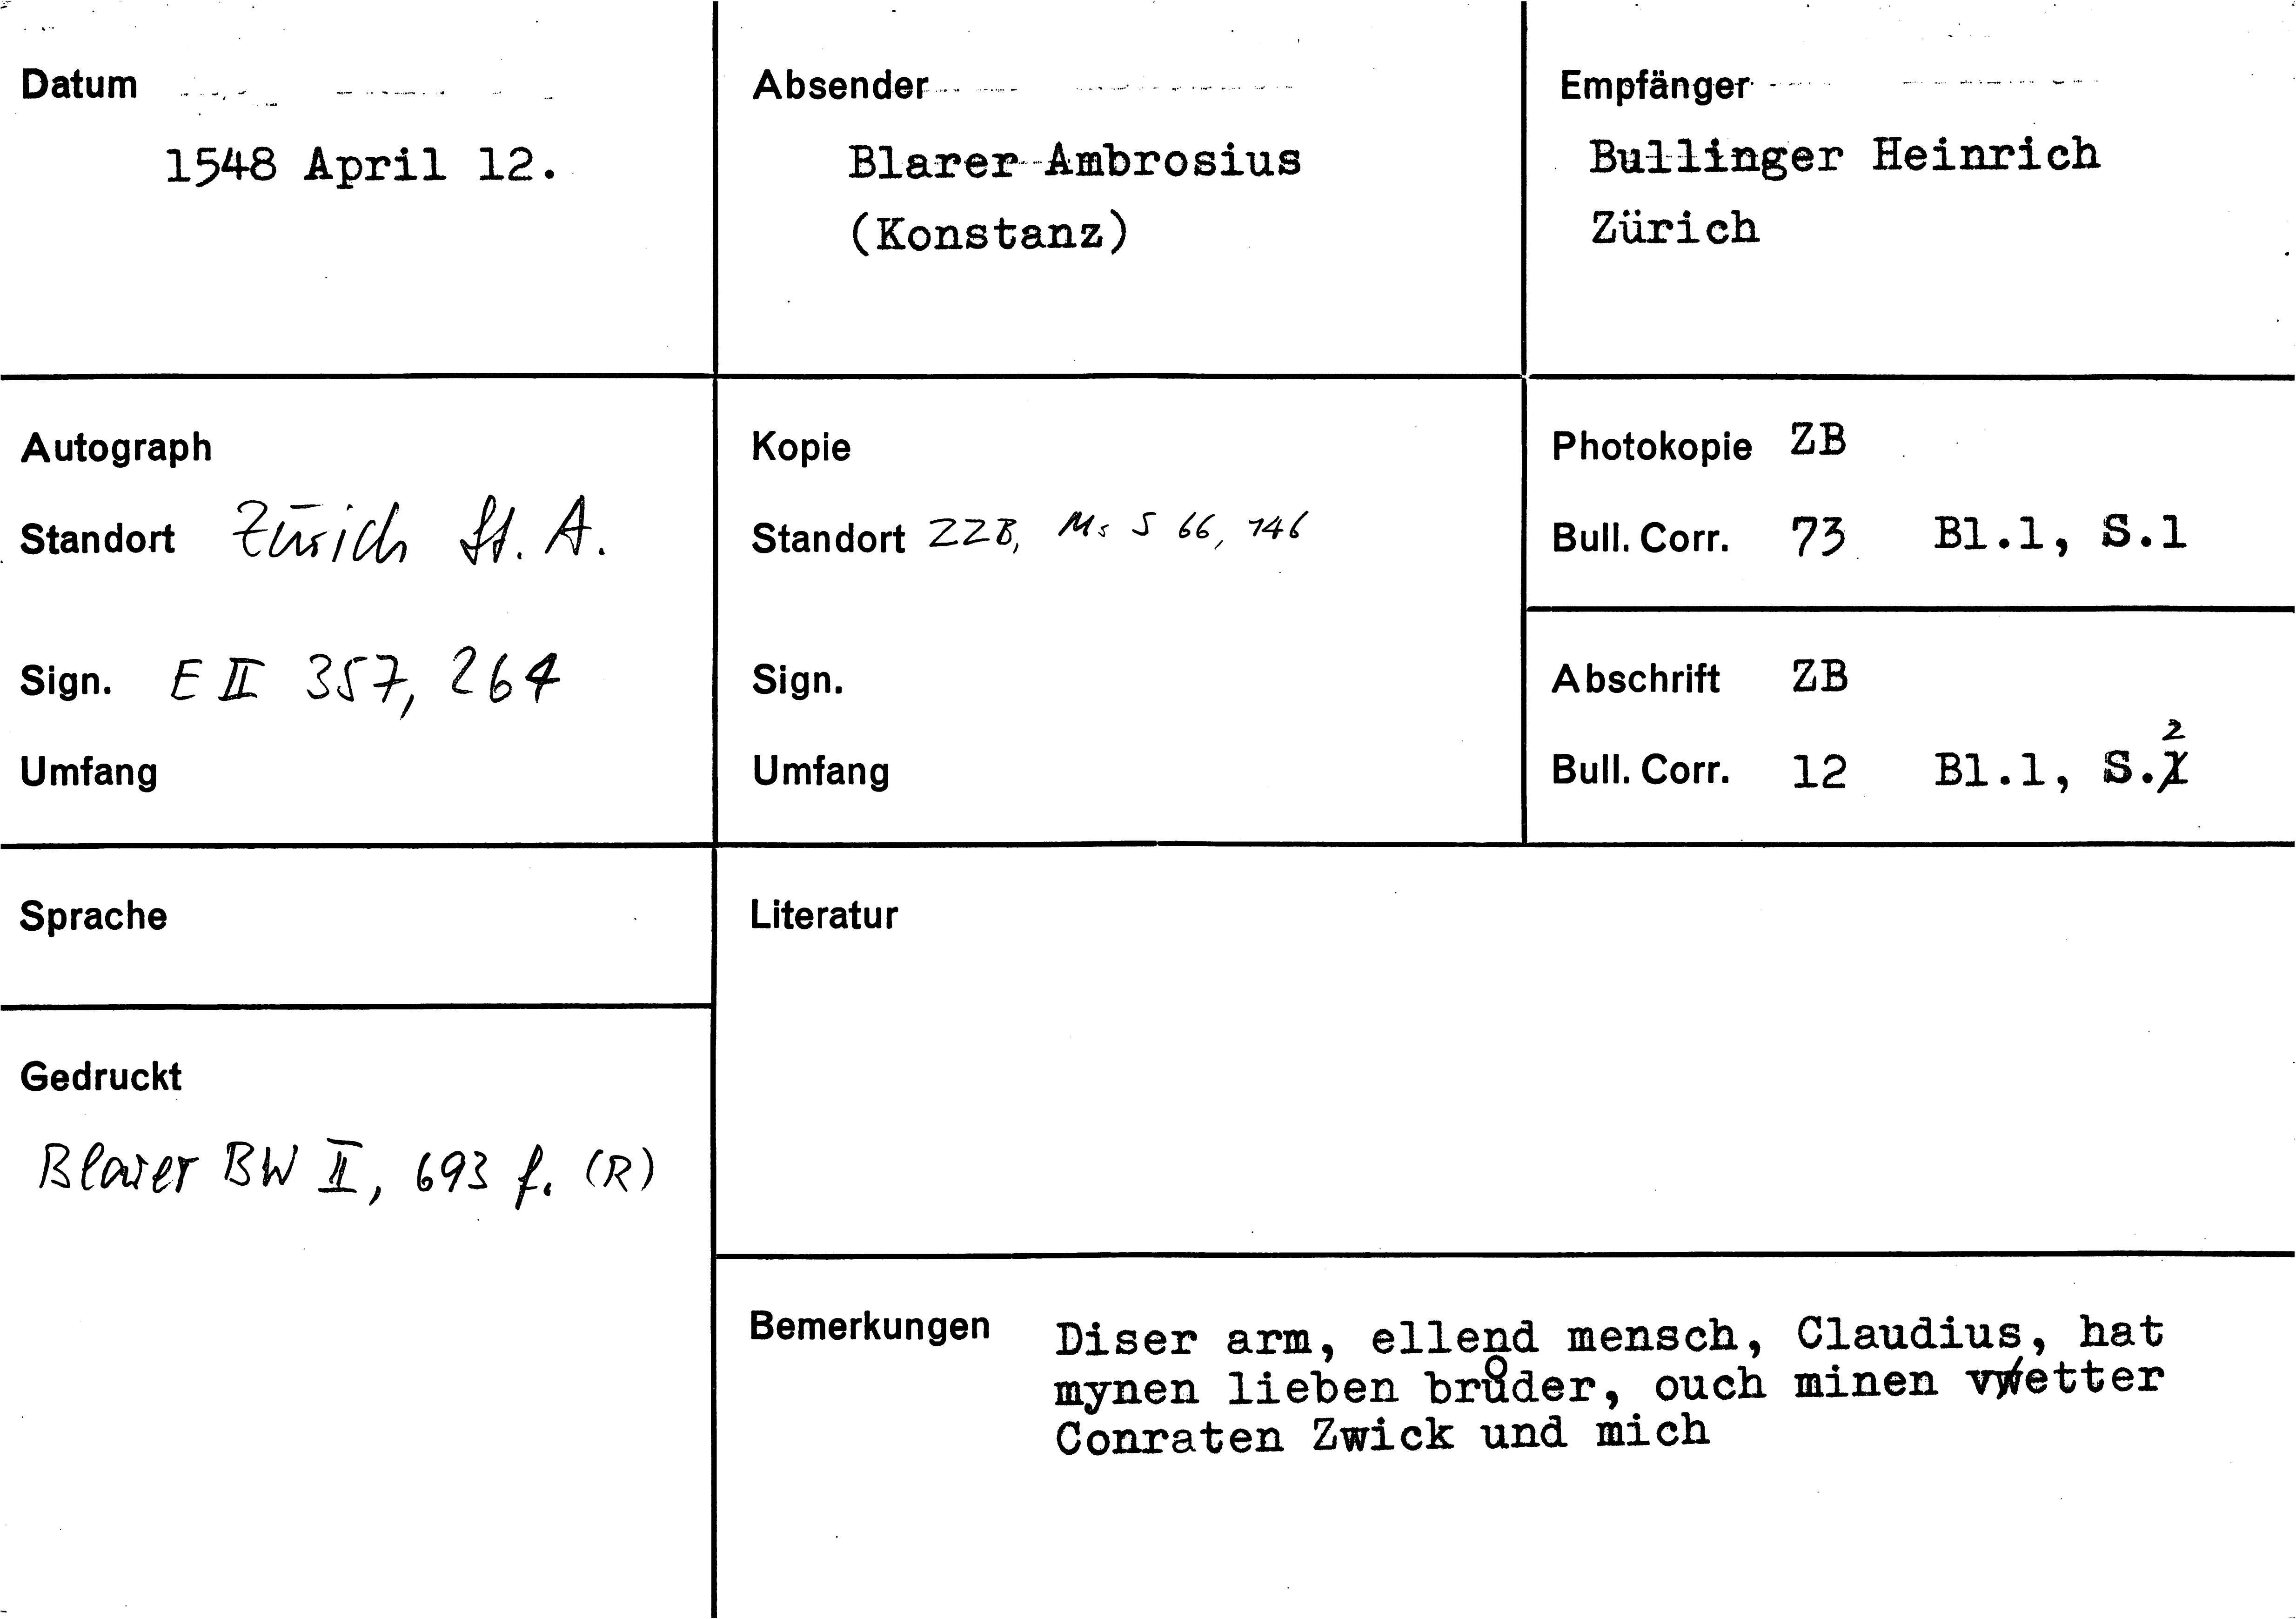 Datum
1548 April 12.
Absender
Blarer Ambrosius
(Konstanz)
Empfänger
Bullinger Heinrich
Zürich
Autograph
Standort Zürich St. A.
Sign. E II 357, 264
Umfang
Kopie
Standort ZZB, Ms S 66, 146
Sign.
Umfang
Photokopie ZB
Bull. Corr. 73 Bl.1, S.1
Abschrift ZB
Bull. Corr. 12 Bl.1, S.2
Sprache
Gedruckt
Blarer BW II, 693 f. (R)
Literatur
Bemerkungen
Diser arm, ellend mensch, Claudius, hat
mynen lieben brůder, ouch minen vetter
Conraten Zwick und mich